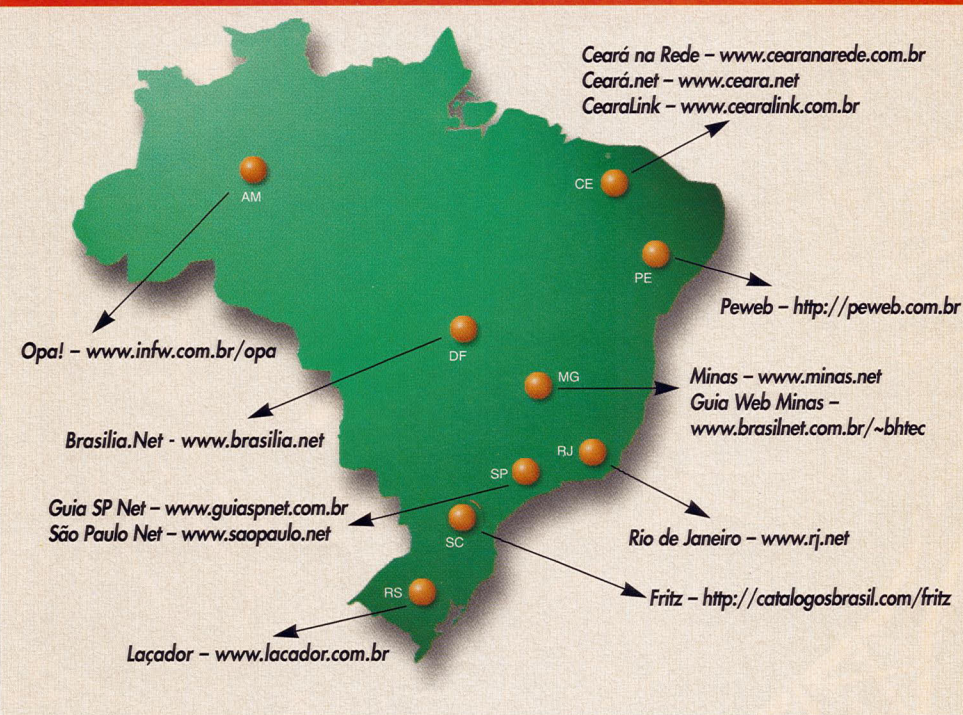 Ceará na Rede – www.cearanarede.com.br
Ceará.net – www.ceara.net
CearaLink – www.cearalink.com.br
CE
AM
PE
Peweb – http://peweb.com.br
Opa! – www.infw.com.br/opa
DF
MG
Minas – www.minas.net
Guia Web Minas –
www.brasilnet.com.br/~bhtec
Brasilia.Net - www.brasilia.net
RJ
SP
Guia SP Net – www.guiaspnet.com.br
São Paulo Net – www.saopaulo.net
Rio de Janeiro – www.rj.net
SC
Fritz – http://catalogosbrasil.com/fritz
RS
Laçador – www.lacador.com.br